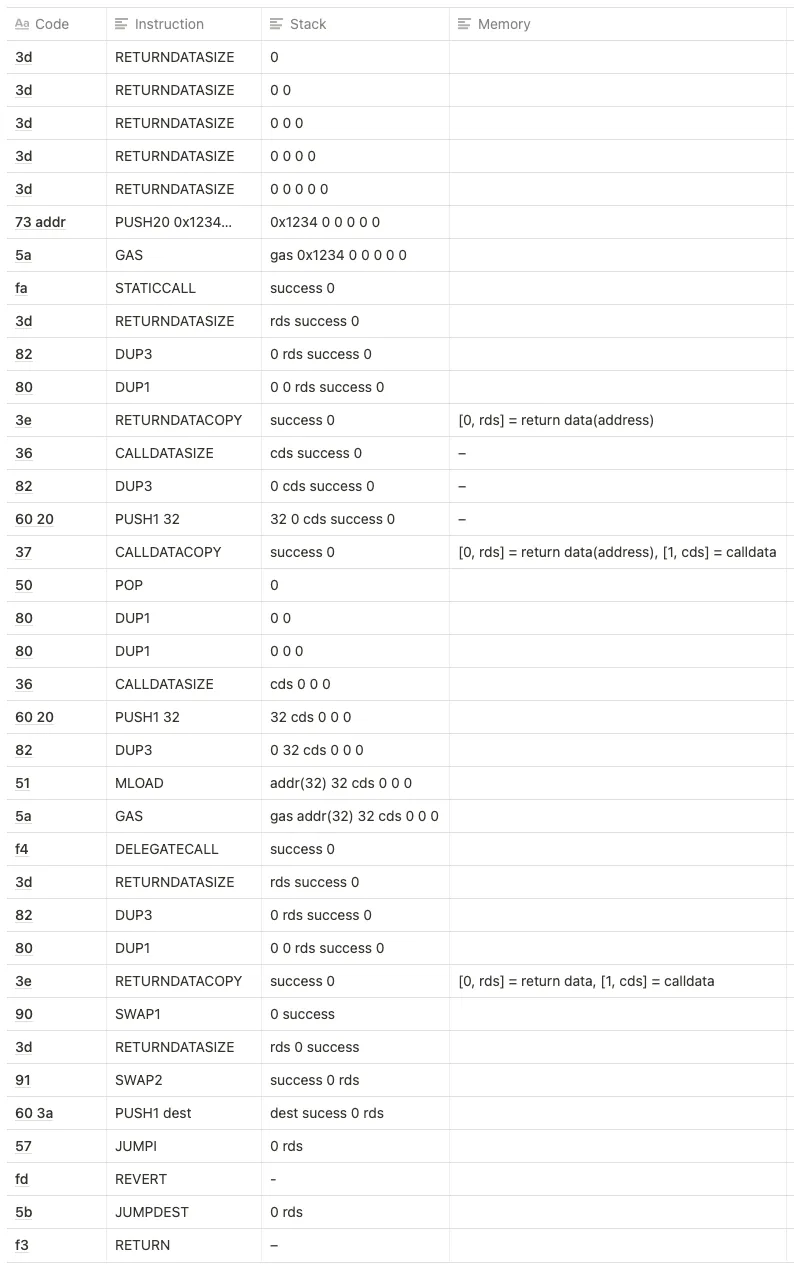 Aa Code Instruction Stack Memory
3d RETURNDATASIZE 0
3d RETURNDATASIZE 0 0
3d RETURNDATASIZE 0 0 0
3d RETURNDATASIZE 0 0 0 0
3d RETURNDATASIZE 0 0 0 0 0
73 addr PUSH20 0x1234... 0x1234 0 0 0 0 0
5a GAS gas 0x1234 0 0 0 0 0
fa STATICCALL success 0
3d RETURNDATASIZE rds success 0
82 DUP3 0 rds success 0
80 DUP1 0 0 rds success 0
3e RETURNDATACOPY success 0 [0, rds] = return data(address)
36 CALLDATASIZE cds success 0 –
82 DUP3 0 cds success 0 –
60 20 PUSH1 32 32 0 cds success 0 –
37 CALLDATACOPY success 0 [0, rds] = return data(address), [1, cds] = calldata
50 POP 0
80 DUP1 0 0
80 DUP1 0 0 0
36 CALLDATASIZE cds 0 0 0
60 20 PUSH1 32 32 cds 0 0 0
82 DUP3 0 32 cds 0 0 0
51 MLOAD addr(32) 32 cds 0 0 0
5a GAS gas addr(32) 32 cds 0 0 0
f4 DELEGATECALL success 0
3d RETURNDATASIZE rds success 0
82 DUP3 0 rds success 0
80 DUP1 0 0 rds success 0
3e RETURNDATACOPY success 0 [0, rds] = return data, [1, cds] = calldata
90 SWAP1 0 success
3d RETURNDATASIZE rds 0 success
91 SWAP2 success 0 rds
60 3a PUSH1 dest dest sucess 0 rds
57 JUMPI 0 rds
fd REVERT -
5b JUMPDEST 0 rds
f3 RETURN –